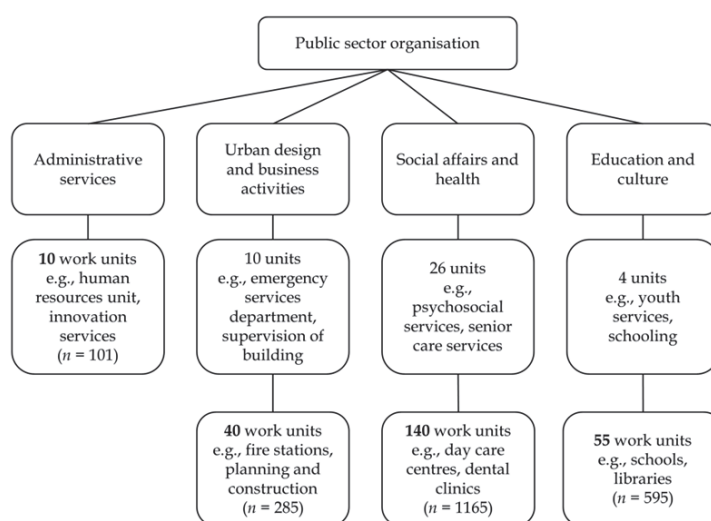 Public sector organisation
Administrative
services
Urban design
and business
activities
Social affairs and
health
Education and
culture
10 work units
e.g., human
resources unit,
innovation
services
(n = 101)
10 units
e.g., emergency
services
department,
supervision of
building
26 units
e.g.,
psychosocial
services, senior
care services
4 units
e.g., youth
services,
schooling
40 work units
e.g., fire stations,
planning and
construction
(n = 285)
140 work units
e.g., day care
centres, dental
clinics
(n = 1165)
55 work units
e.g., schools,
libraries
(n = 595)